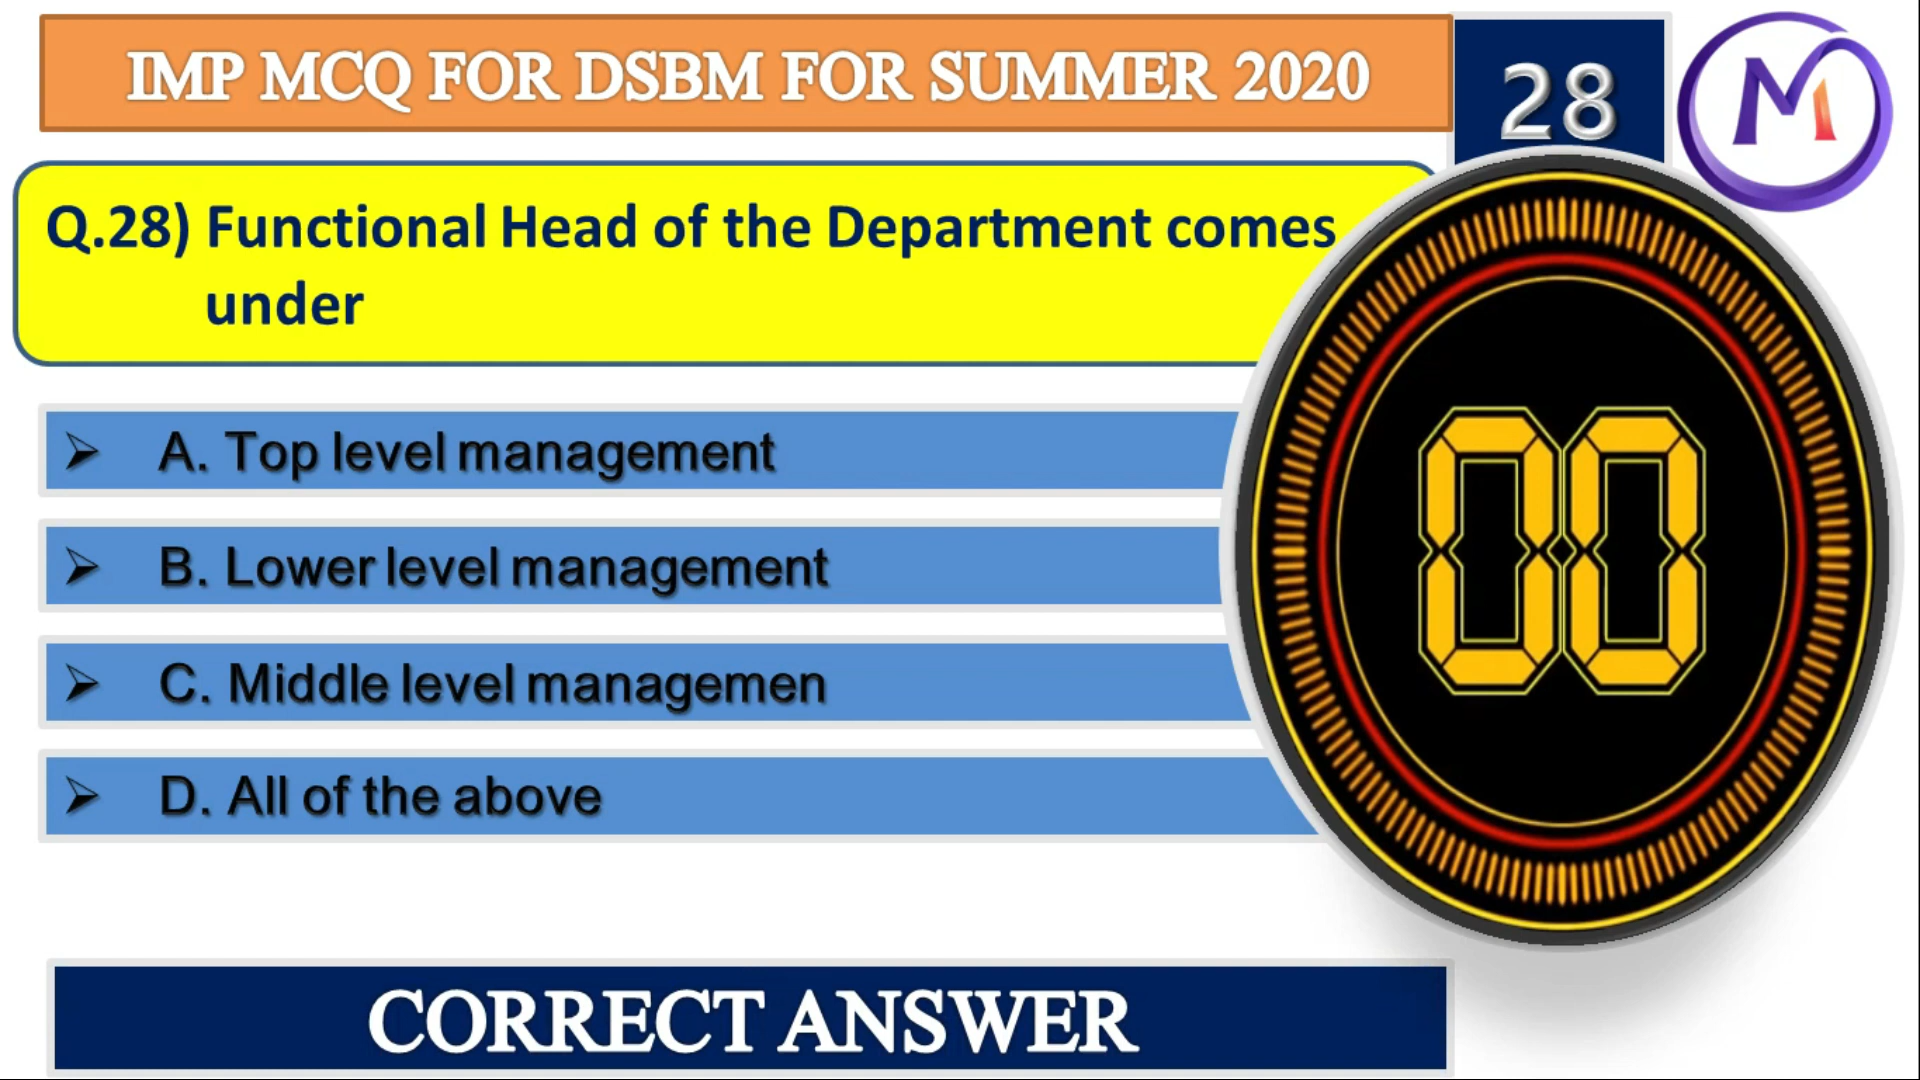 IMP MCQ FOR DSBM FOR SUMMER 2020
28
M
Q.28) Functional Head of the Department comes
under
➢ A. Top level management
➢ B. Lower level management
➢ C. Middle level managemen
➢ D. All of the above
00
CORRECT ANSWER